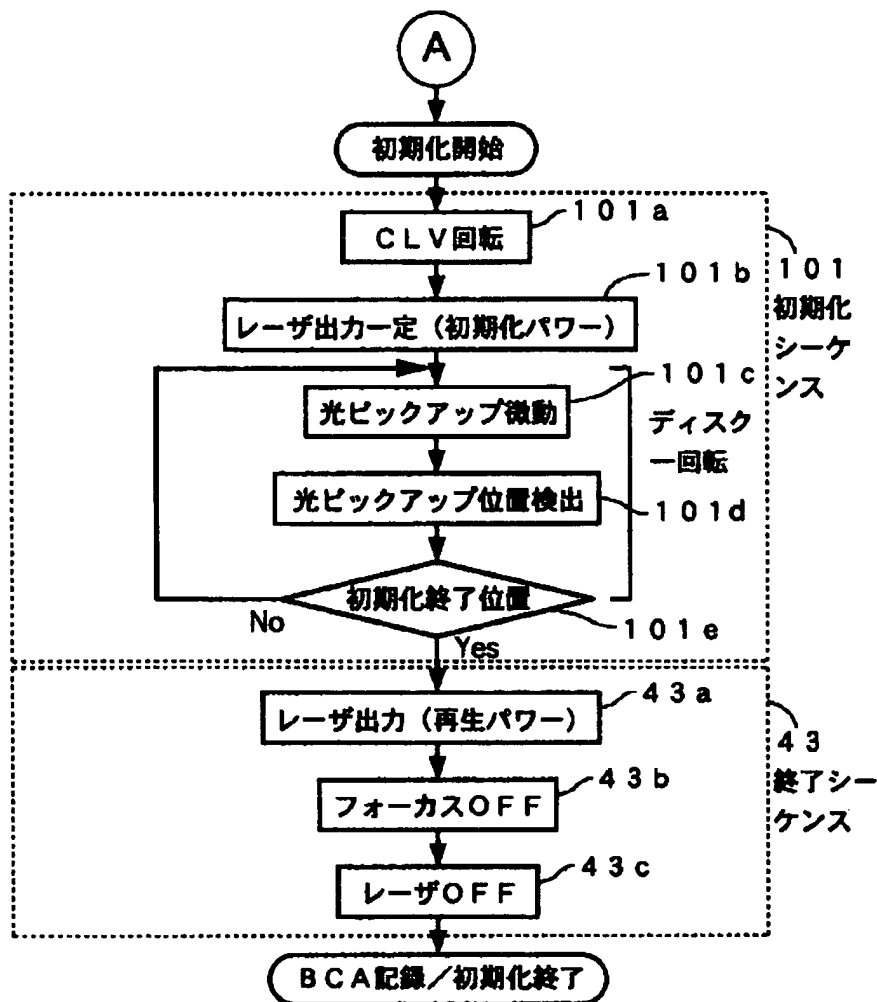 A
初期化開始
CLV回転
101a
101
初期化
シーケ
ンス
レーザ出力一定（初期化パワー）
101b
光ピックアップ微動
101c
ディスク
一回転
光ピックアップ位置検出
101d
初期化終了位置
101e
No
Yes
レーザ出力（再生パワー）
43a
43
終了シー
ケンス
フォーカスOFF
43b
レーザOFF
43c
BCA記録／初期化終了